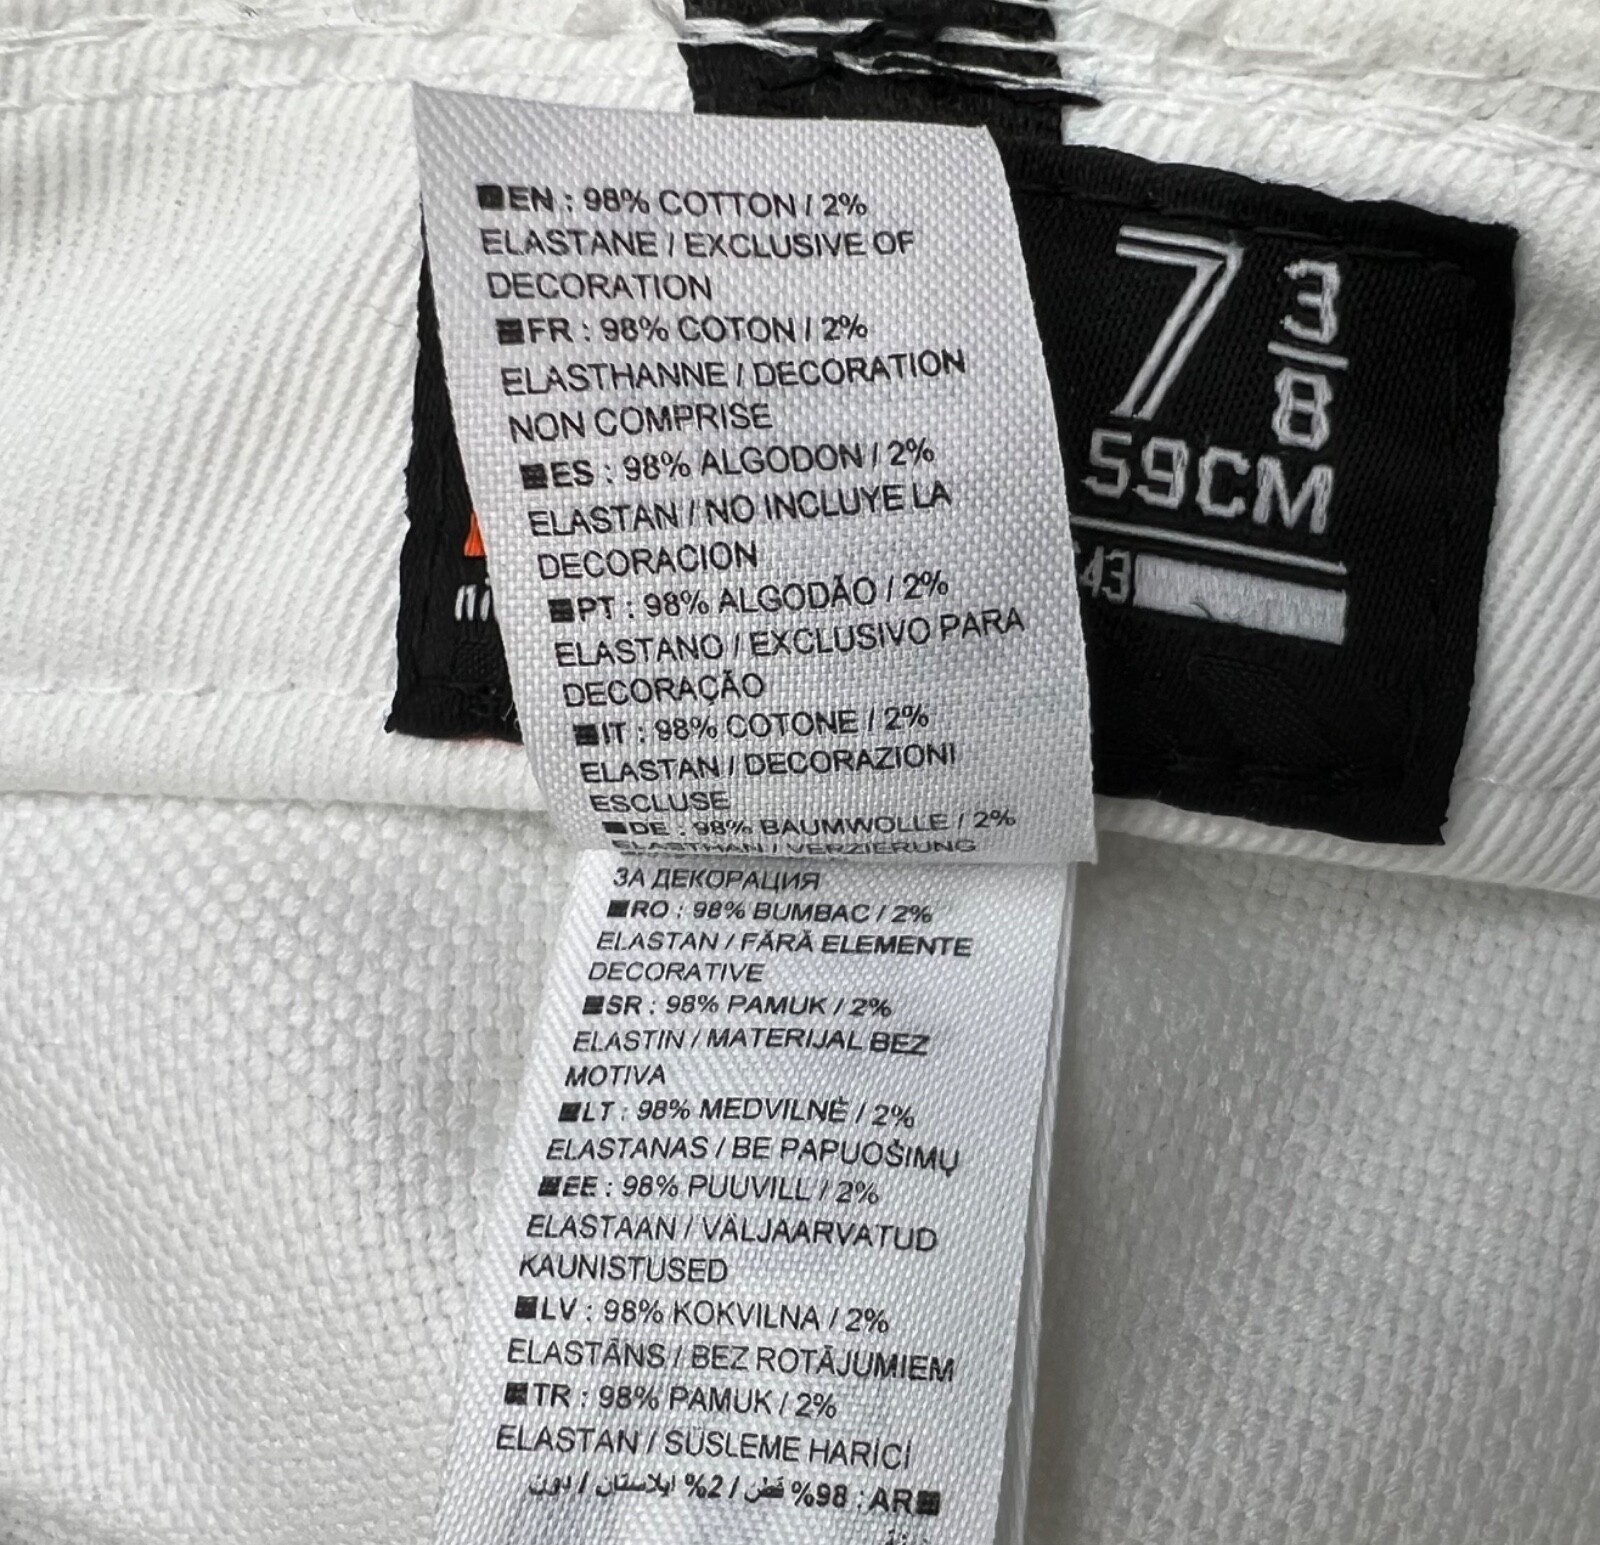 EN : 98% COTTON / 2%
ELASTANE / EXCLUSIVE OF
DECORATION
FR : 98% COTON / 2%
ELASTHANNE / DECORATION
NON COMPRISE
ES : 98% ALGODON / 2%
ELASTAN / NO INCLUYE LA
DECORACION
PT : 98% ALGODÃO / 2%
ELASTANO / EXCLUSIVO PARA
DECORAÇÃO
IT : 98% COTONE / 2%
ELASTAN / DECORAZIONI
ESCLUSE
DE : 98% BAUMWOLLE / 2%
ELASTHAN / VERZIERUNG
ЗА ДЕКОРАЦИЯ
RO : 98% BUMBAC / 2%
ELASTAN / FĂRĂ ELEMENTE
DECORATIVE
SR : 98% PAMUK / 2%
ELASTIN / MATERIJAL BEZ
MOTIVA
LT : 98% MEDVILNĖ / 2%
ELASTANAS / BE PAPUOŠIMŲ
EE : 98% PUUVILL / 2%
ELASTAAN / VÄLJAARVATUD
KAUNISTUSED
LV : 98% KOKVILNA / 2%
ELASTĀNS / BEZ ROTĀJUMIEM
TR : 98% PAMUK / 2%
ELASTAN / SÜSLEME HARİCİ
AR : 98% قطن / 2% ايلاستان / دون
7 3/8
59CM
43